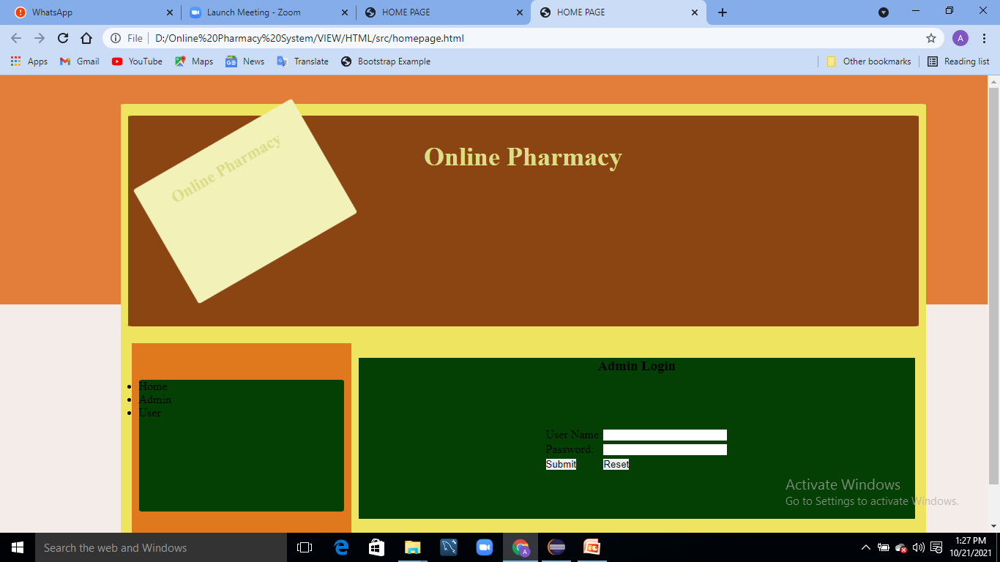 WhatsApp
Launch Meeting - Zoom
HOME PAGE
HOME PAGE
File
D:/Online%20Pharmacy%20System/VIEW/HTML/src/homepage.html
A
Apps
Gmail
YouTube
Maps
News
Translate
Bootstrap Example
Other bookmarks
Reading list
Online Pharmacy
Online Pharmacy
Home
Admin
User
Admin Login
User Name:
Password:
Submit
Reset
Activate Windows
Go to Settings to activate Windows.
Search the web and Windows
1:27 PM
10/21/2021